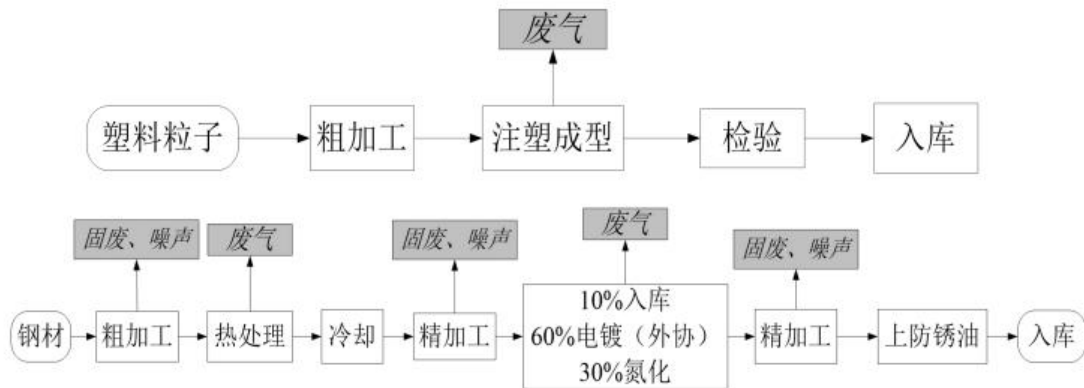 废气
塑料粒子 粗加工 注塑成型 检验 入库
固废、噪声 废气 固废、噪声 废气 固废、噪声
钢材 粗加工 热处理 冷却 精加工 10%入库 精加工 上防锈油 入库
60%电镀（外协）
30%氮化